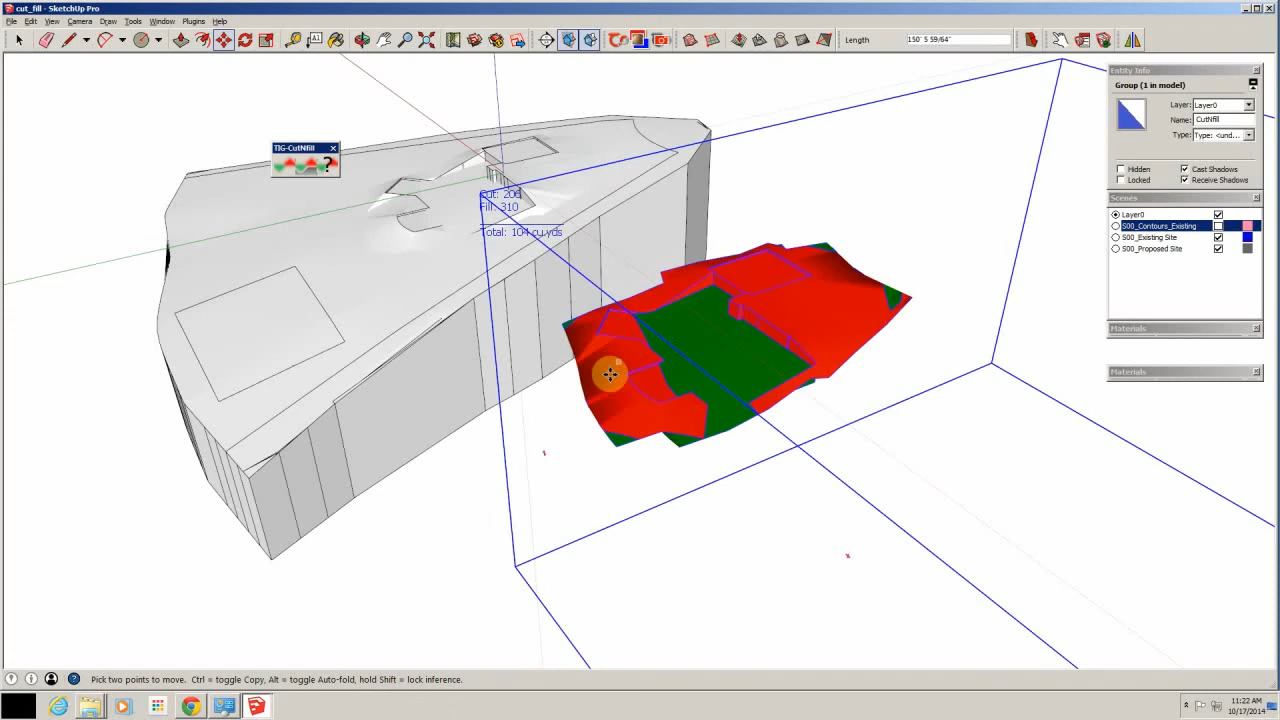 cut_fill - SketchUp Pro
File Edit View Camera Draw Tools Window Plugins Help
Length 150' 5 59/64"
Entity Info
Group (1 in model)
Layer: Layer0
Name: CutNfill
Type: Type: <und...
Hidden Cast Shadows
Locked Receive Shadows
Scenes
Layer0
S00_Contours_Existing
S00_Existing Site
S00_Proposed Site
Materials
Materials
TIG-CutNfill
Fill: 310
Total: 104 cu.yds
Pick two points to move. Ctrl = toggle Copy, Alt = toggle Auto-fold, hold Shift = lock inference.
11:22 AM
10/17/2014